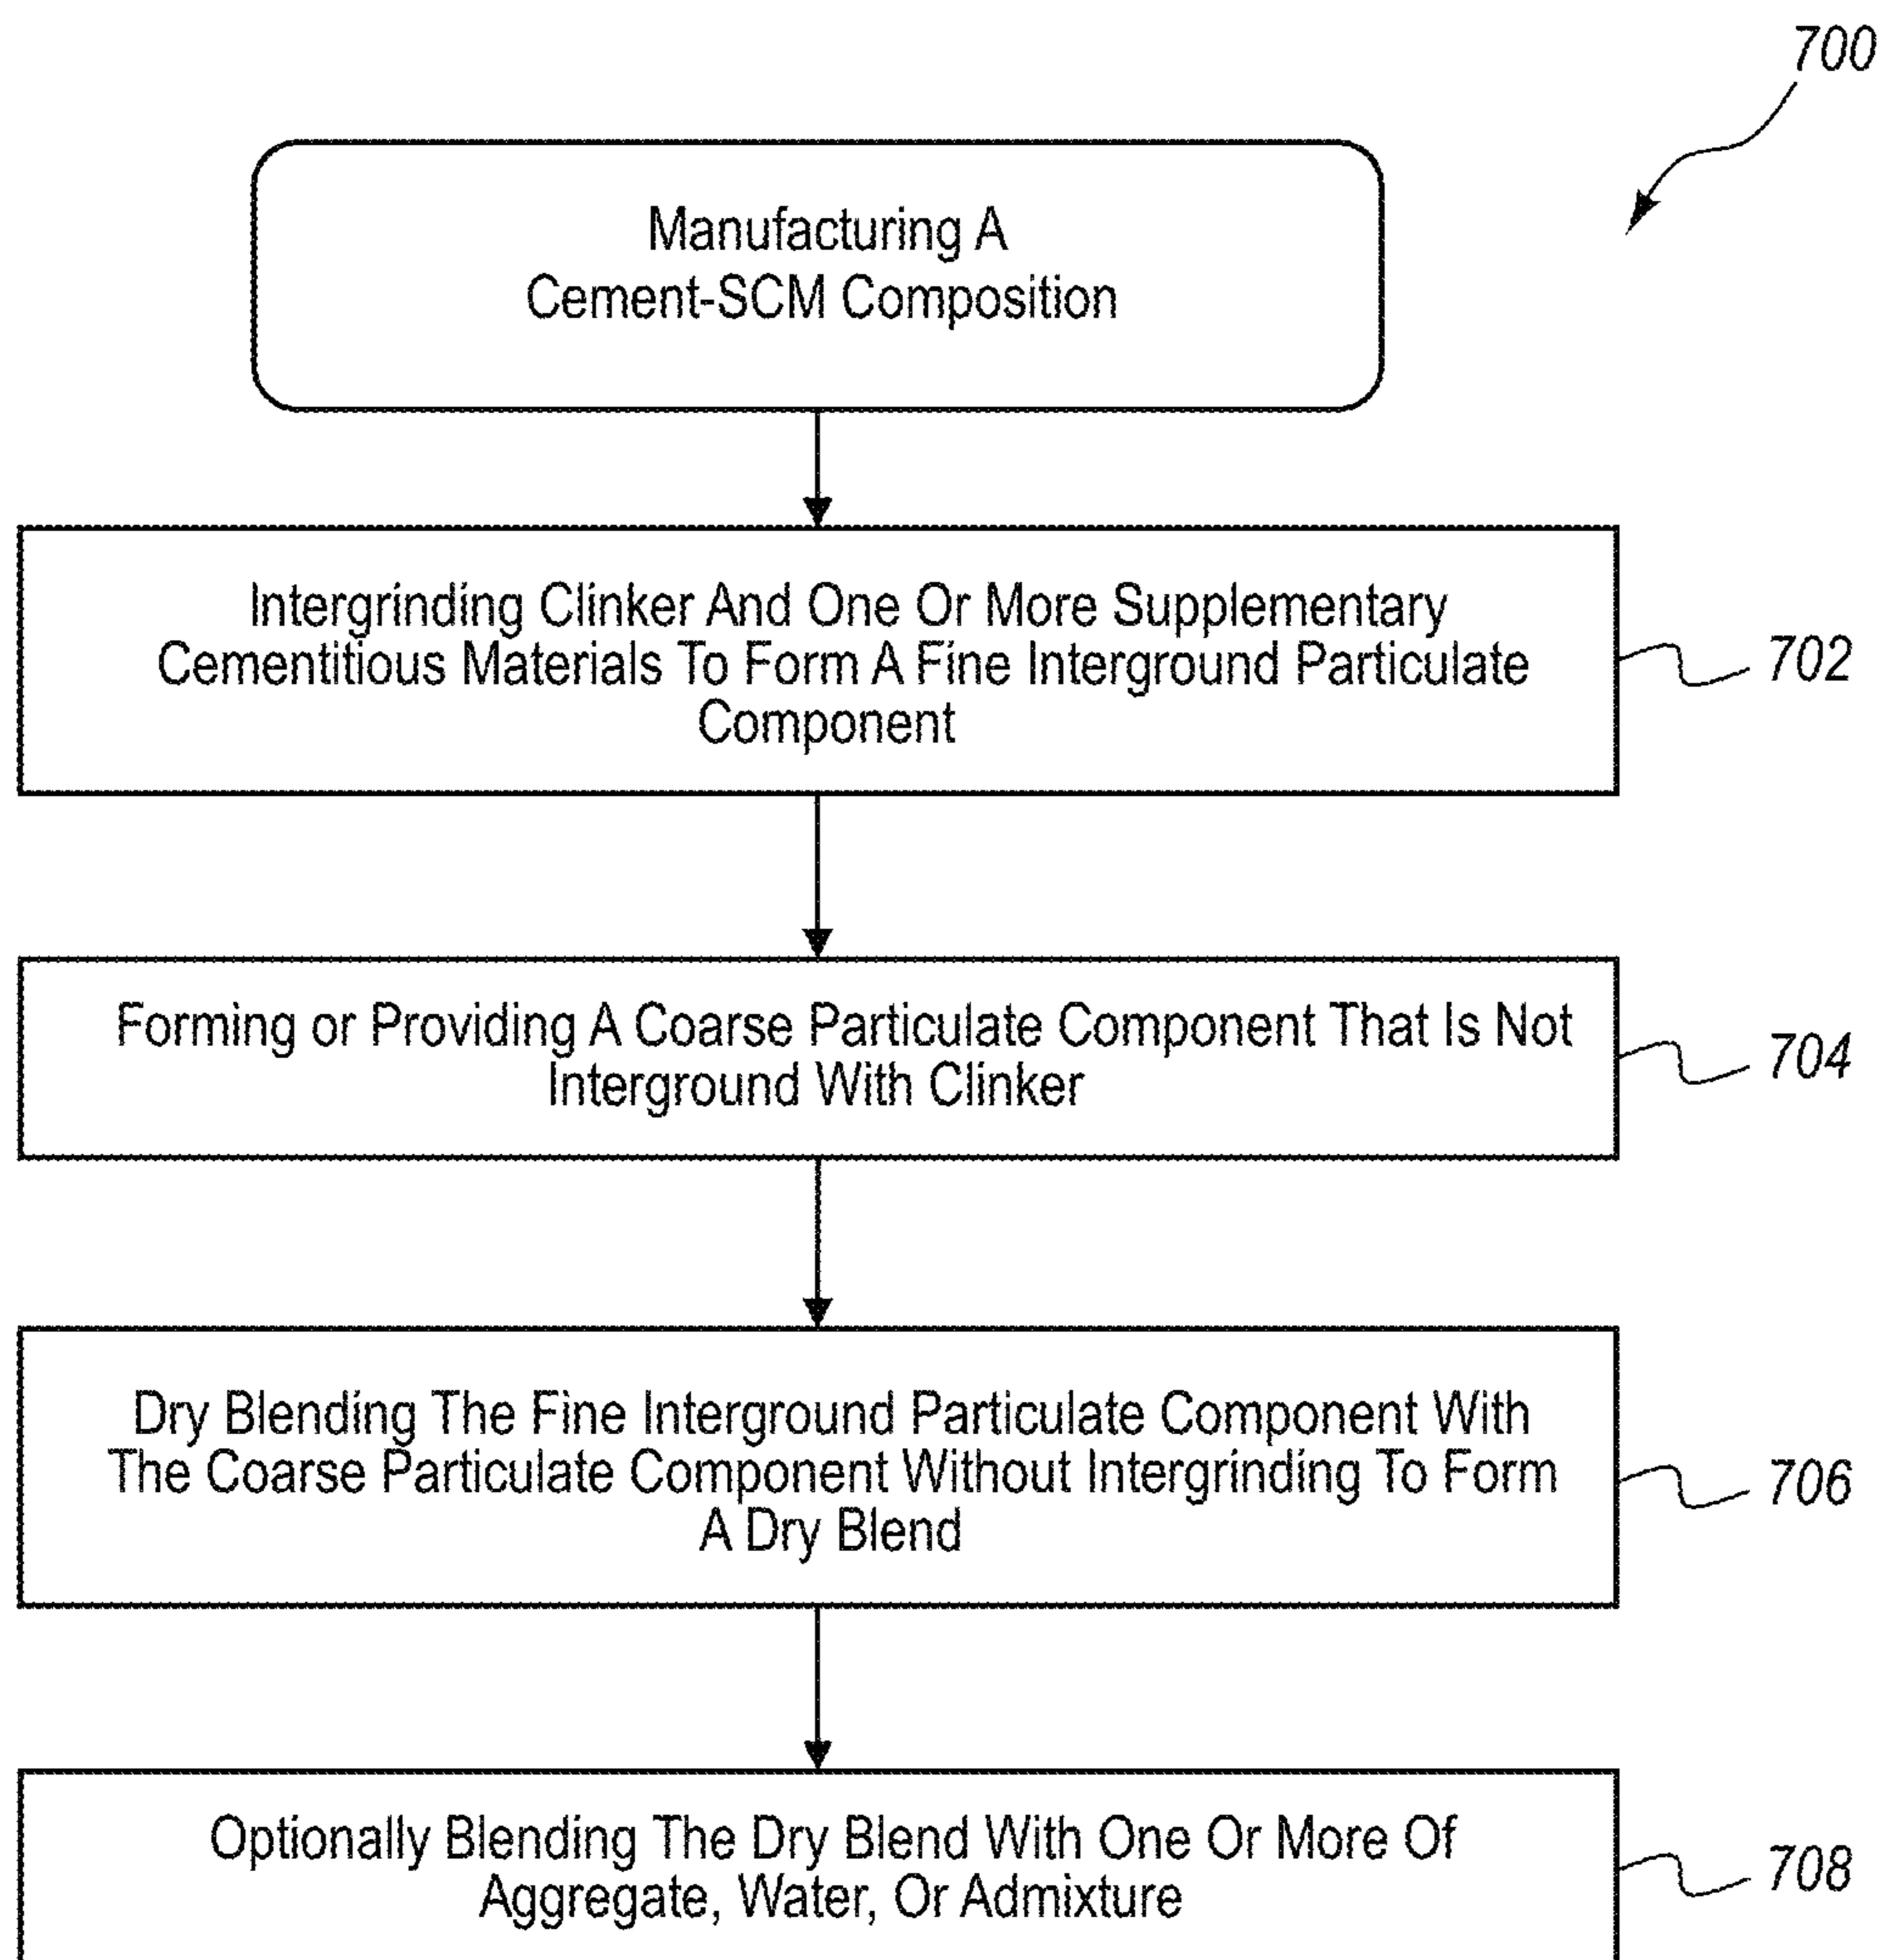 700
Manufacturing A
Cement-SCM Composition
Intergrinding Clinker And One Or More Supplementary
Cementitious Materials To Form A Fine Interground Particulate
Component
702
Forming or Providing A Coarse Particulate Component That Is Not
Interground With Clinker
704
Dry Blending The Fine Interground Particulate Component With
The Coarse Particulate Component Without Intergrinding To Form
A Dry Blend
706
Optionally Blending The Dry Blend With One Or More Of
Aggregate, Water, Or Admixture
708